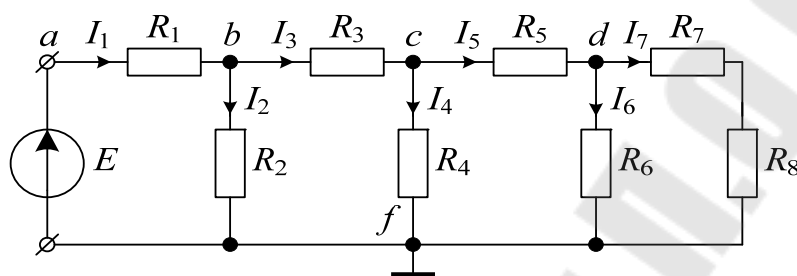 a I₁ R₁ b I₃ R₃ c I₅ R₅ d I₇ R₇
I₂ I₄ I₆
E R₂ R₄ R₆ R₈
f